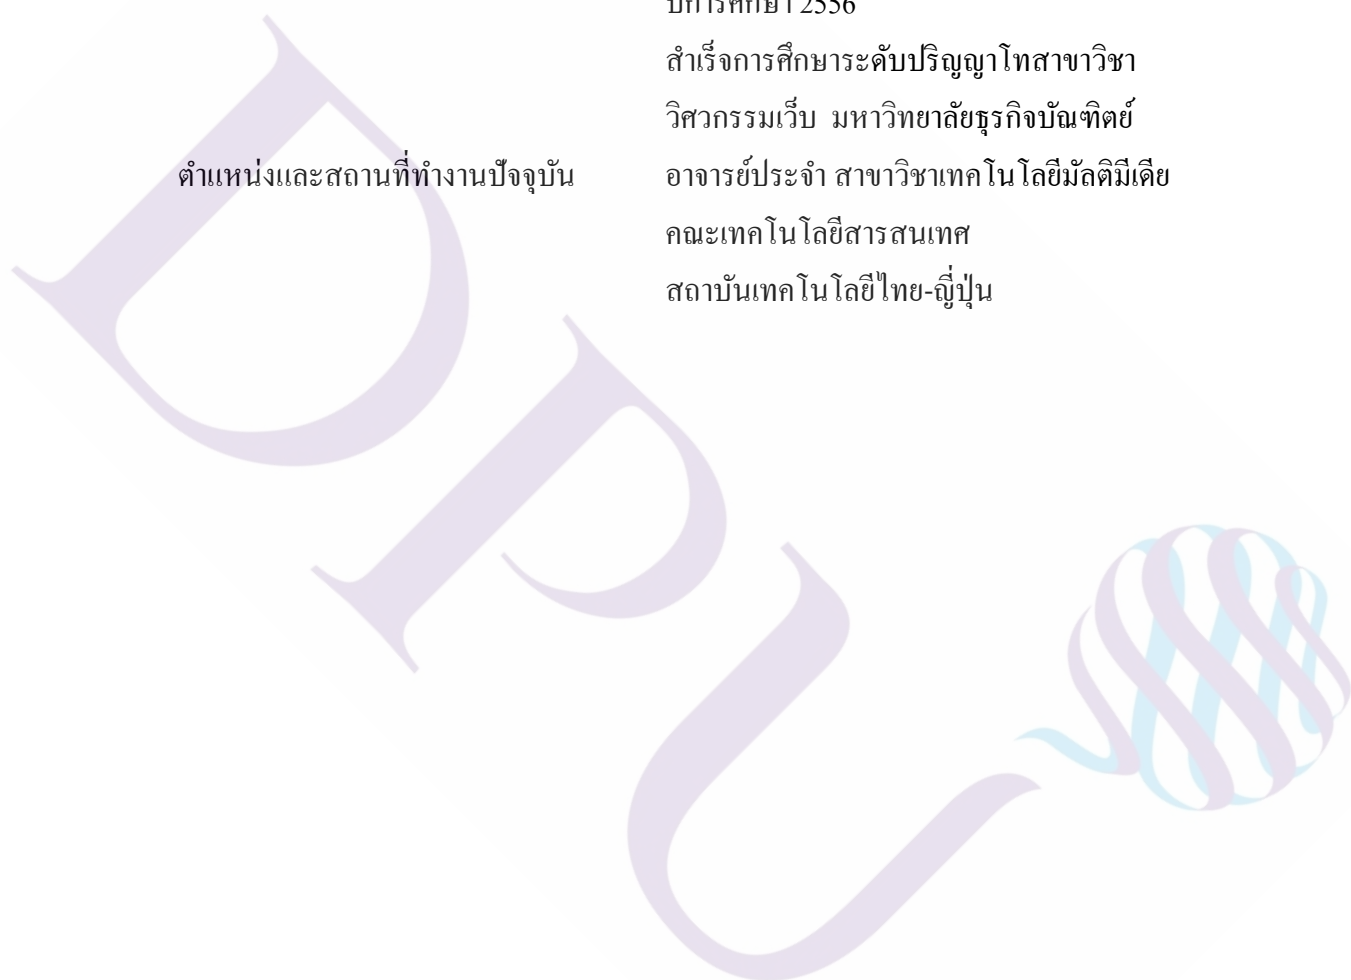 ปีการศึกษา 2556
สำเร็จการศึกษาระดับปริญญาโทสาขาวิชา
วิศวกรรมเว็บ มหาวิทยาลัยธุรกิจบัณฑิตย์
ตำแหน่งและสถานที่ทำงานปัจจุบัน อาจารย์ประจำ สาขาวิชาเทคโนโลยีมัลติมีเดีย
คณะเทคโนโลยีสารสนเทศ
สถาบันเทคโนโลยีไทย-ญี่ปุ่น
DPU